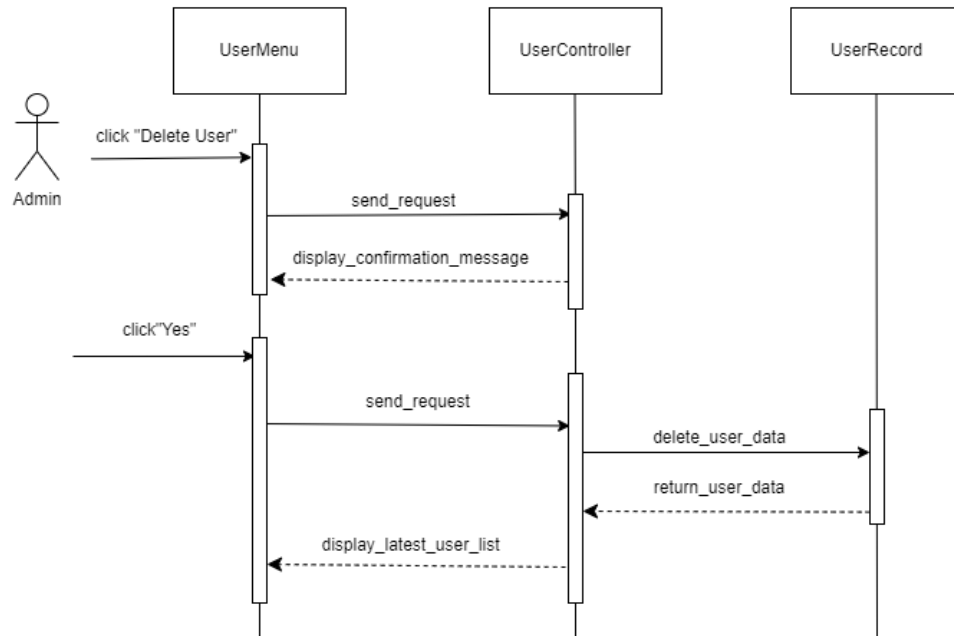 UserMenu
UserController
UserRecord
click "Delete User"
Admin
send_request
display_confirmation_message
click"Yes"
send_request
delete_user_data
return_user_data
display_latest_user_list